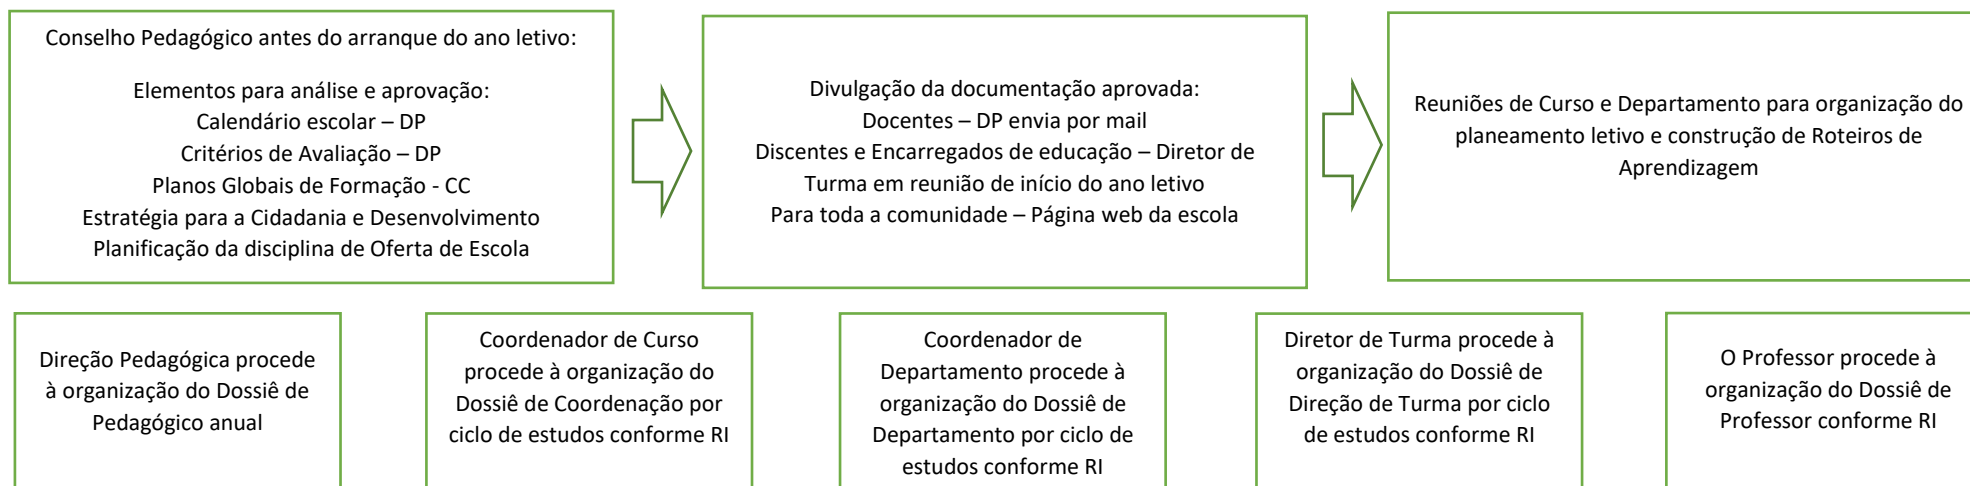 Conselho Pedagógico antes do arranque do ano letivo:
Elementos para análise e aprovação:
Calendário escolar – DP
Critérios de Avaliação – DP
Planos Globais de Formação - CC
Estratégia para a Cidadania e Desenvolvimento
Planificação da disciplina de Oferta de Escola
Divulgação da documentação aprovada:
Docentes – DP envia por mail
Discentes e Encarregados de educação – Diretor de
Turma em reunião de início do ano letivo
Para toda a comunidade – Página web da escola
Reuniões de Curso e Departamento para organização do
planeamento letivo e construção de Roteiros de
Aprendizagem
Direção Pedagógica procede
à organização do Dossiê de
Pedagógico anual
Coordenador de Curso
procede à organização do
Dossiê de Coordenação por
ciclo de estudos conforme RI
Coordenador de
Departamento procede à
organização do Dossiê de
Departamento por ciclo de
estudos conforme RI
Diretor de Turma procede à
organização do Dossiê de
Direção de Turma por ciclo
de estudos conforme RI
O Professor procede à
organização do Dossiê de
Professor conforme RI